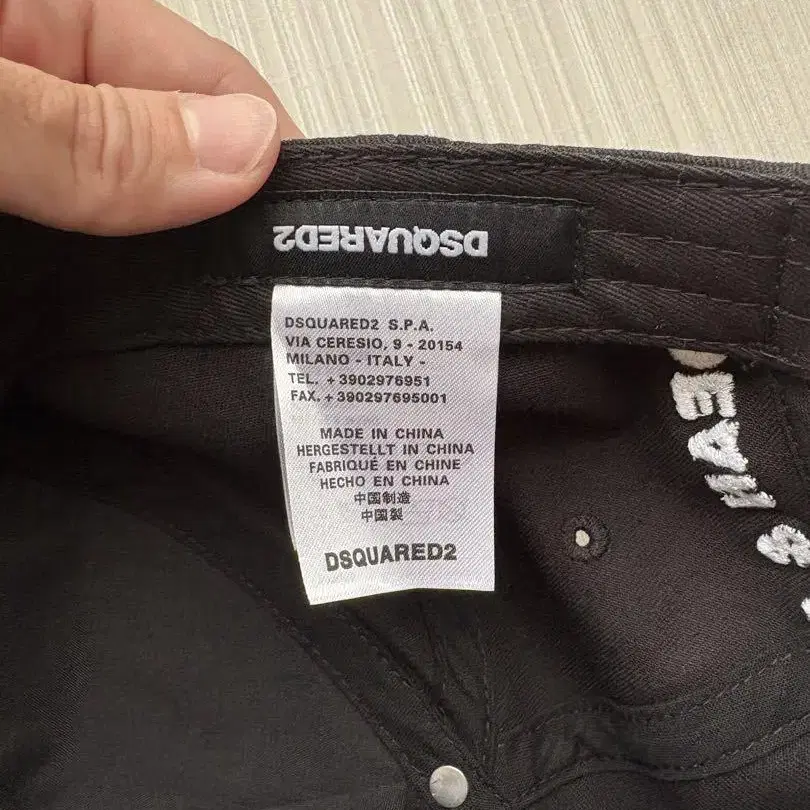 DSQUARED2
DSQUARED2 S.P.A.
VIA CERESIO, 9 - 20154
MILANO - ITALY -
TEL. +3902976951
FAX. +390297695001
MADE IN CHINA
HERGESTELLT IN CHINA
FABRIQUÉ EN CHINE
HECHO EN CHINA
中国制造
中国製
DSQUARED2